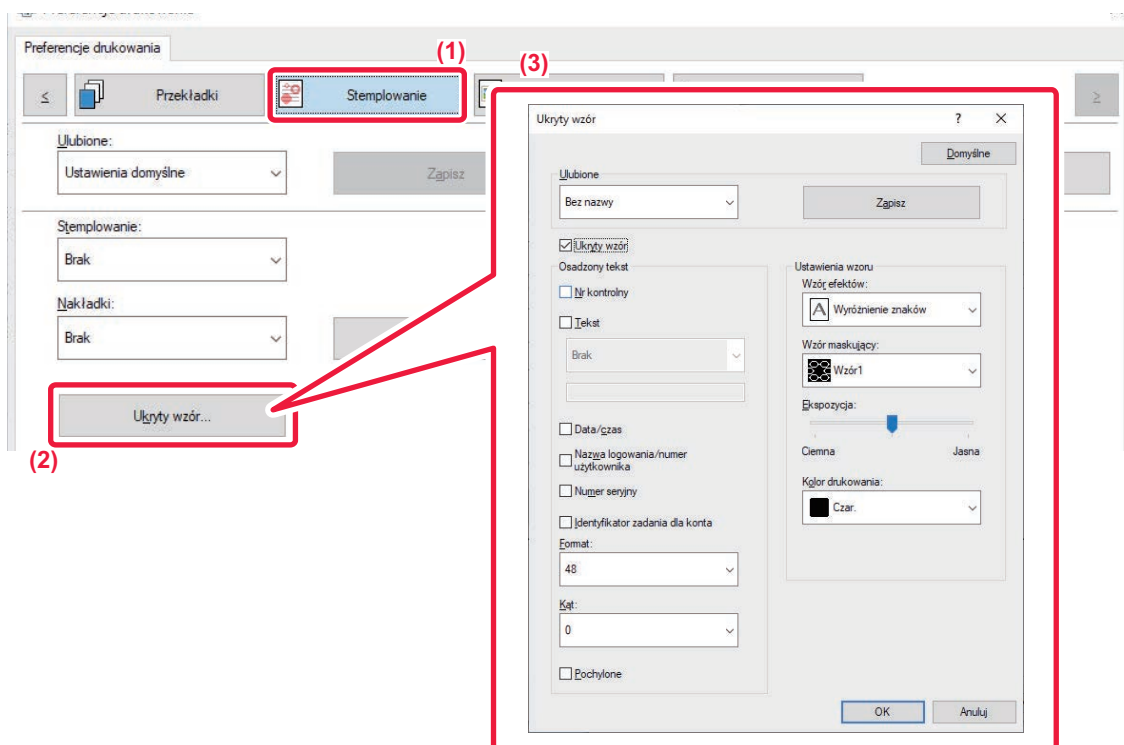 Preferencje drukowania
(1)
(3)
<
Przekładki
Stemplowanie
>
Ulubione:
Ustawienia domyślne
Zapisz
Stemplowanie:
Brak
Nakładki:
Brak
Ukryty wzór...
(2)
Ukryty wzór
?
Domyślne
Ulubione
Bez nazwy
Zapisz
Ukryty wzór
Osadzony tekst
Nr kontrolny
Tekst
Brak
Data/czas
Nazwa logowania/numer
użytkownika
Numer seryjny
Identyfikator zadania dla konta
Format:
48
Kąt:
0
Pochylone
Ustawienia wzoru
Wzór efektów:
A Wyróżnienie znaków
Wzór maskujący:
Wzór1
Ekspozycja:
Ciemna Jasna
Kolor drukowania:
Czar.
OK Anuluj